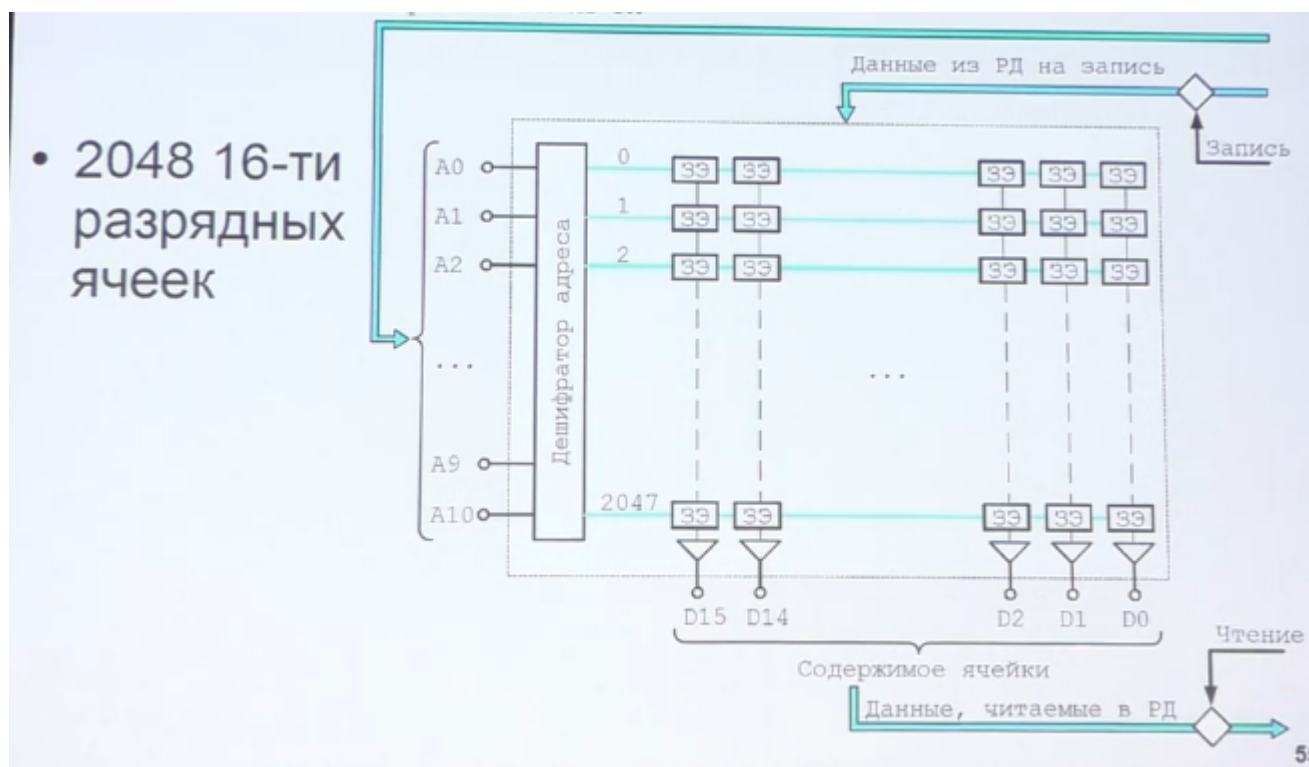 Данные из РД на запись
Запись
• 2048 16-ти
разрядных
ячеек
A0
A1
A2
...
A9
A10
Дешифратор адреса
0
1
2
2047
ЗЭ ЗЭ ЗЭ ЗЭ ЗЭ
ЗЭ ЗЭ ЗЭ ЗЭ ЗЭ
ЗЭ ЗЭ ЗЭ ЗЭ ЗЭ
...
ЗЭ ЗЭ ЗЭ ЗЭ ЗЭ
D15 D14 D2 D1 D0
Содержимое ячейки
Чтение
Данные, читаемые в РД